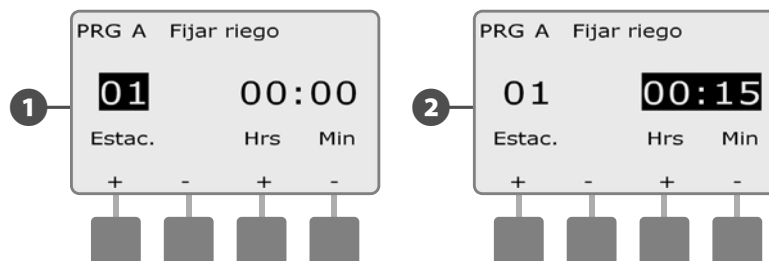 PRG A Fijar riego
1
01 00:00
Estac. Hrs Min
+ - + -
PRG A Fijar riego
2
01 00:15
Estac. Hrs Min
+ - + -